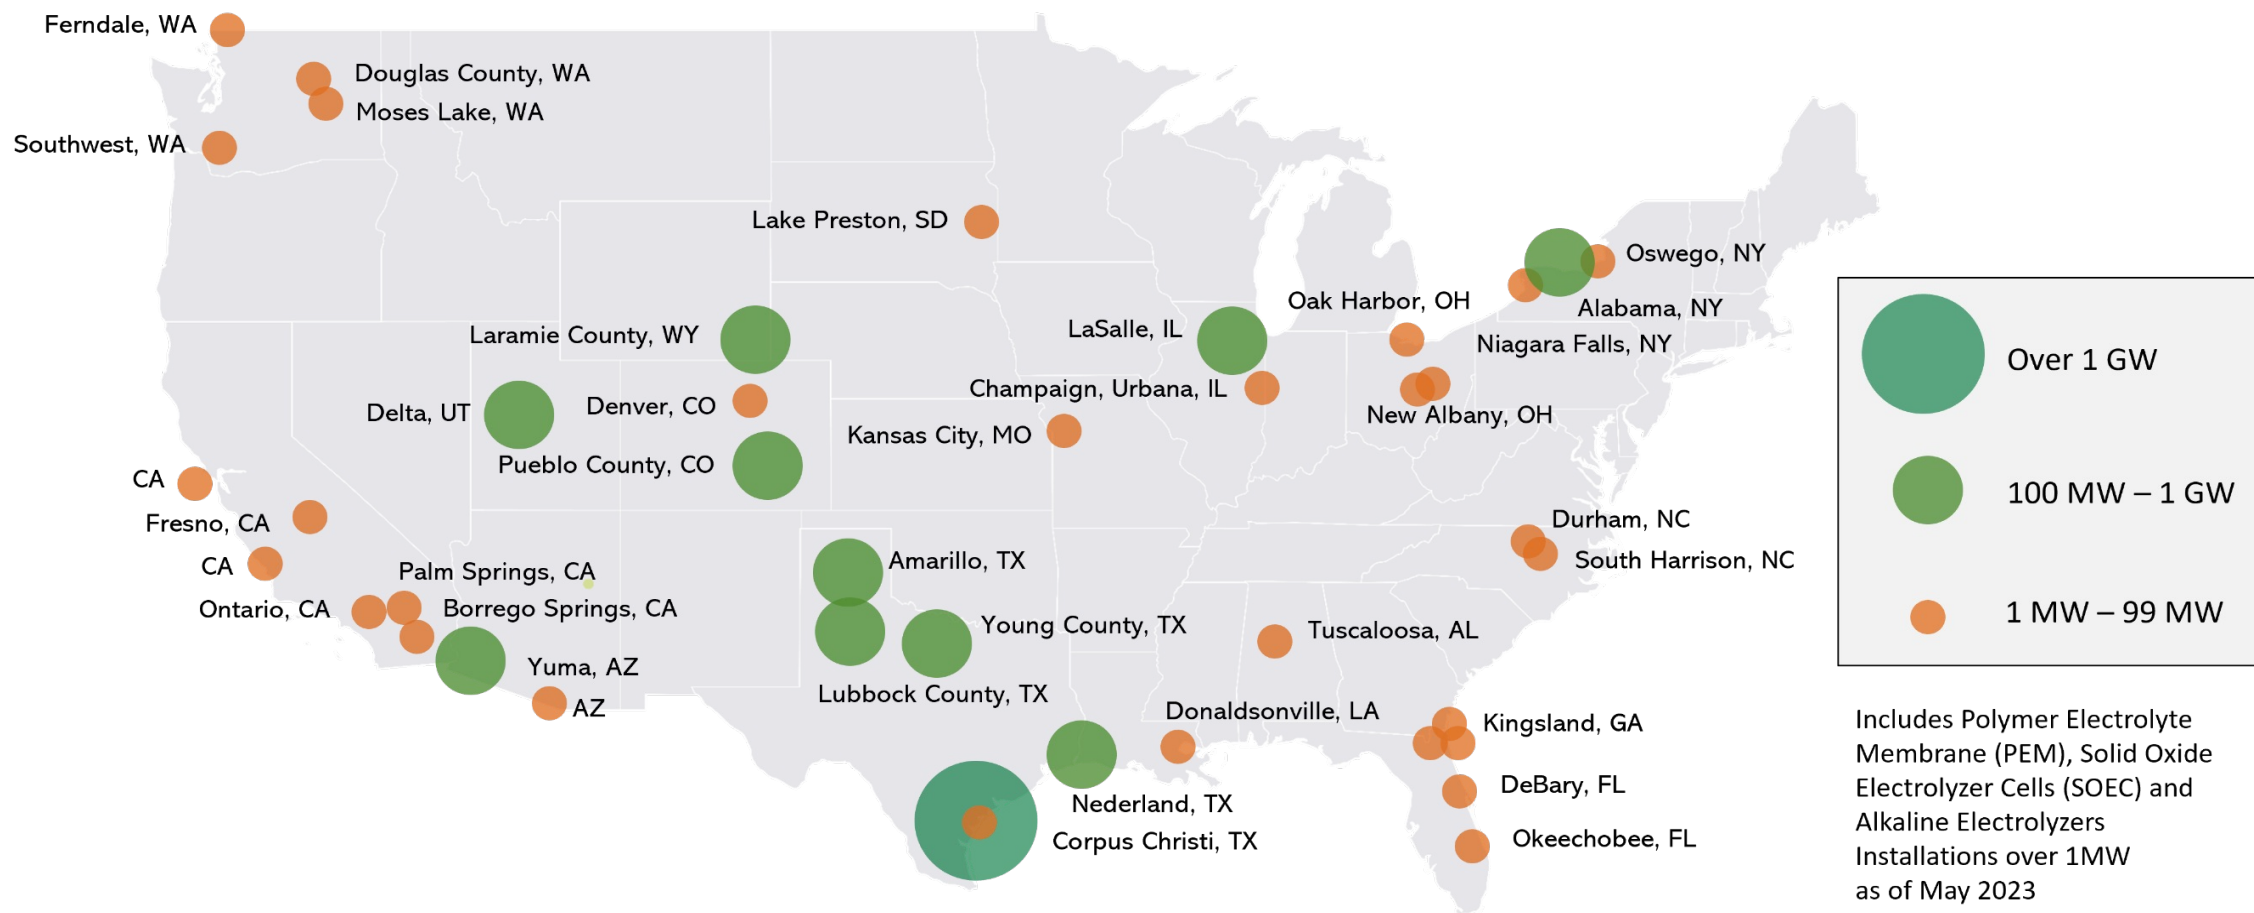 Ferndale, WA
Douglas County, WA
Moses Lake, WA
Southwest, WA
Lake Preston, SD
Oswego, NY
Oak Harbor, OH
Alabama, NY
LaSalle, IL
Laramie County, WY
Niagara Falls, NY
Champaign, Urbana, IL
Denver, CO
Delta, UT
New Albany, OH
Kansas City, MO
Pueblo County, CO
CA
Fresno, CA
Durham, NC
South Harrison, NC
Amarillo, TX
CA
Palm Springs, CA
Ontario, CA
Borrego Springs, CA
Young County, TX
Tuscaloosa, AL
Yuma, AZ
Lubbock County, TX
AZ
Donaldsonville, LA
Kingsland, GA
DeBary, FL
Nederland, TX
Corpus Christi, TX
Okeechobee, FL
Over 1 GW
100 MW – 1 GW
1 MW – 99 MW
Includes Polymer Electrolyte
Membrane (PEM), Solid Oxide
Electrolyzer Cells (SOEC) and
Alkaline Electrolyzers
Installations over 1MW
as of May 2023